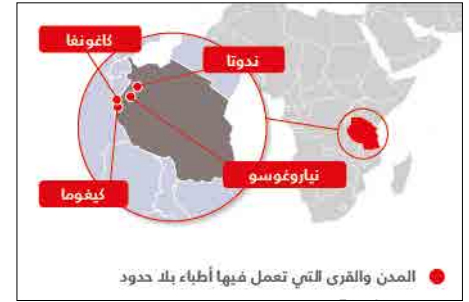 كاغونغا
ندوتا
نياروغوسو
كيغوما
المدن والقرى التي تعمل فيها أطباء بلا حدود